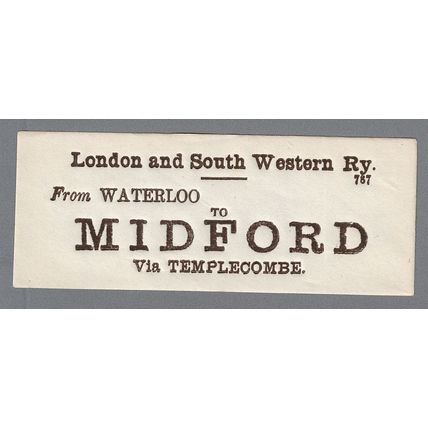 London and South Western Ry.
787
From WATERLOO
TO
MIDFORD
Via TEMPLECOMBE.